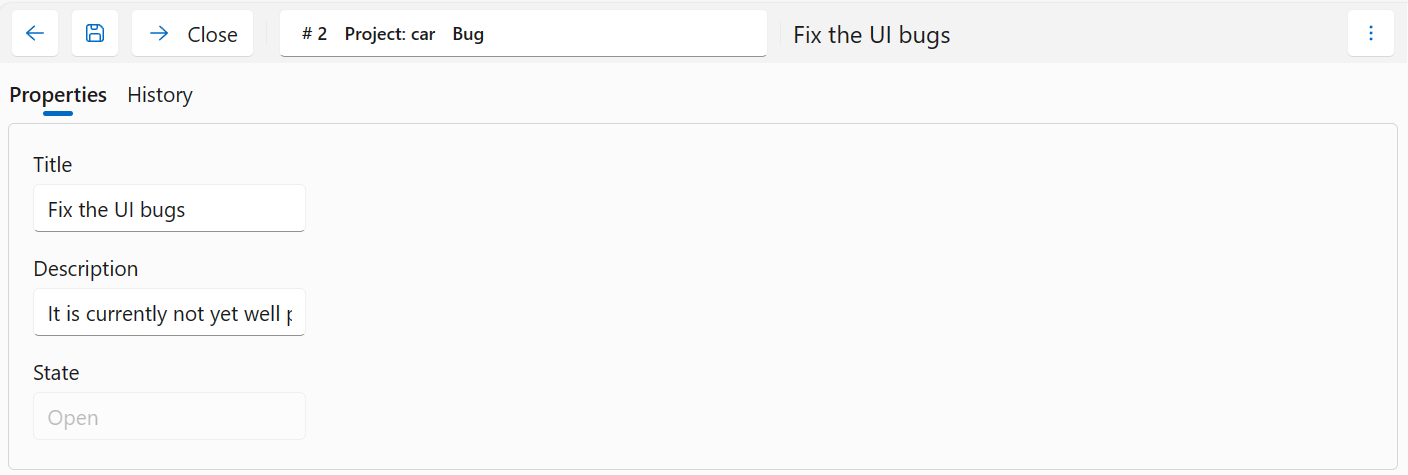 Close # 2 Project: car Bug Fix the UI bugs
Properties History
Title
Fix the UI bugs
Description
It is currently not yet well
State
Open